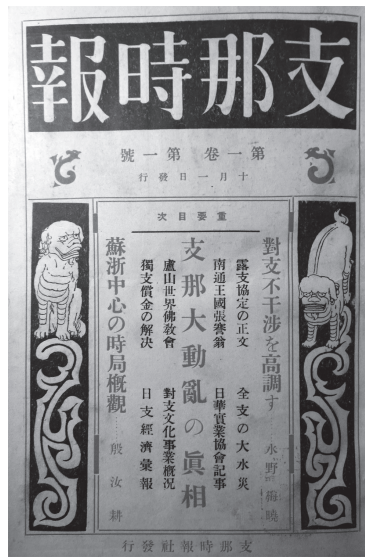 支那時報
第一卷 第一號
十月一日發行
重要目次
對支不干涉を高調す……水野梅曉
露支協定の正文 全支の大水災
南通王國張謇翁 日華實業協會記事
支那大動亂の眞相
廬山世界佛敎會 對支文化事業概況
獨支償金の解決 日支經濟彙報
蘇浙中心の時局概觀……殷汝耕
支那時報社發行